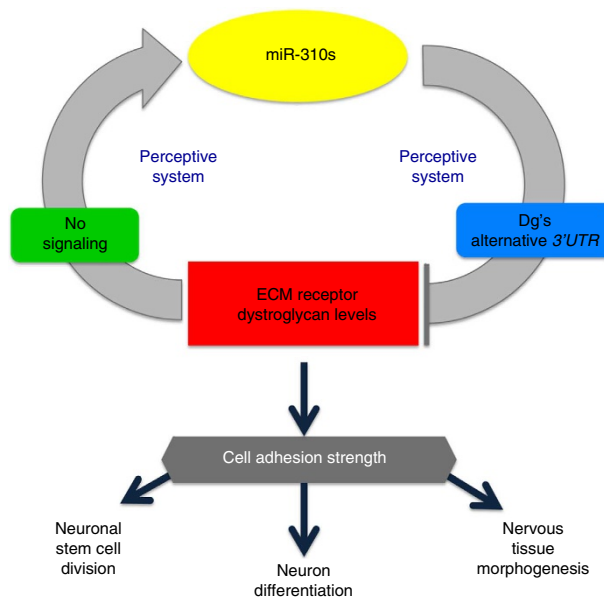 miR-310s
Perceptive
system
Perceptive
system
No
signaling
Dg's
alternative 3'UTR
ECM receptor
dystroglycan levels
Cell adhesion strength
Neuronal
stem cell
division
Neuron
differentiation
Nervous
tissue
morphogenesis